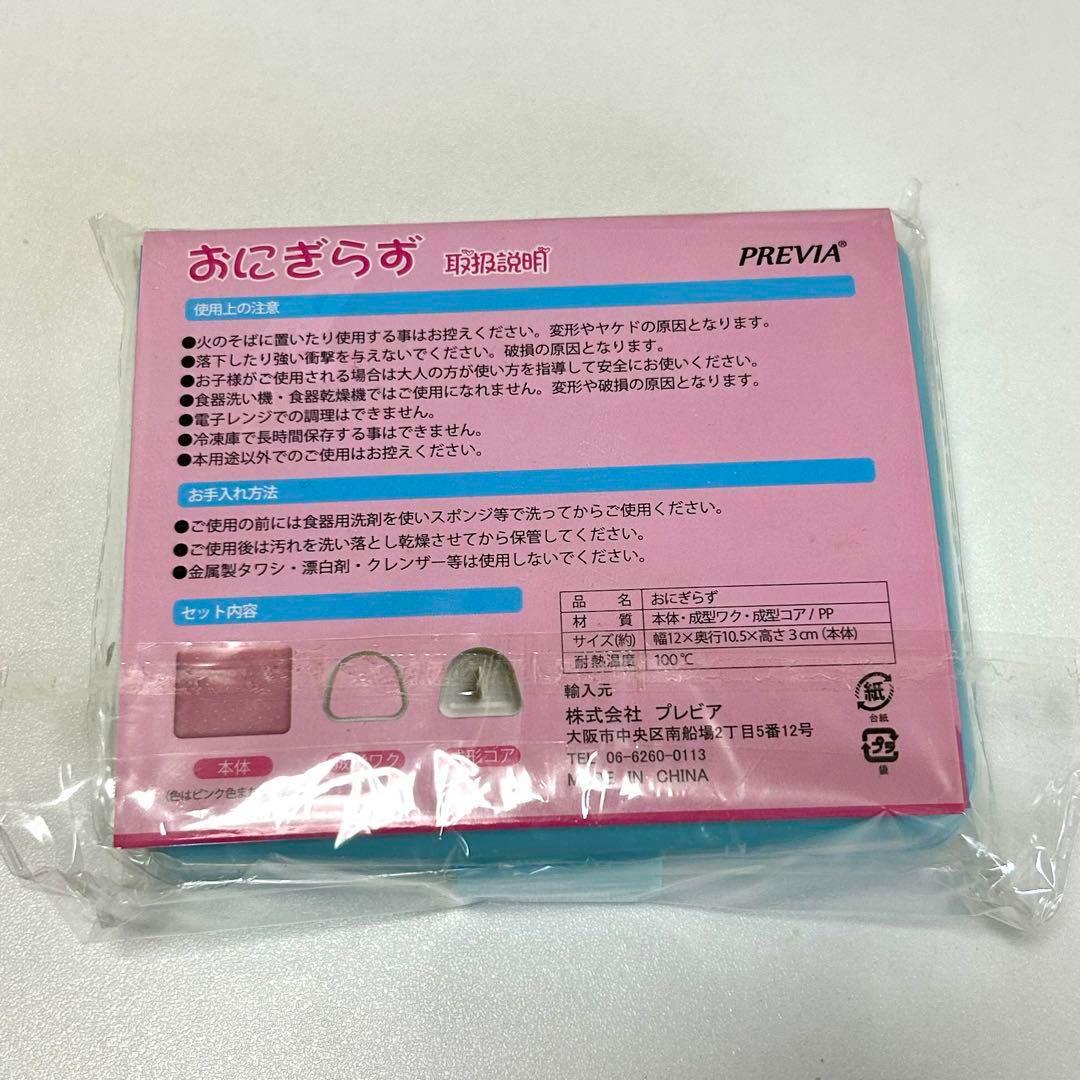 おにぎらず 取扱説明
PREVIA®
使用上の注意
●火のそばに置いたり使用する事はお控えください。変形やヤケドの原因となります。
●落下したり強い衝撃を与えないでください。破損の原因となります。
●お子様がご使用される場合は大人の方が使い方を指導して安全にお使いください。
●食器洗い機・食器乾燥機ではご使用になれません。変形や破損の原因となります。
●電子レンジでの調理はできません。
●冷凍庫で長時間保存する事はできません。
●本用途以外でのご使用はお控えください。
お手入れ方法
●ご使用の前には食器用洗剤を使いスポンジ等で洗ってからご使用ください。
●ご使用後は汚れを洗い落とし乾燥させてから保管してください。
●金属製タワシ・漂白剤・クレンザー等は使用しないでください。
セット内容
本体
ワク
形コア
(色はピンク色また
品 名 おにぎらず
材 質 本体・成型ワク・成型コア / PP
サイズ(約) 幅12×奥行10.5×高さ3cm(本体)
耐熱温度 100℃
輸入元
株式会社 プレビア
大阪市中央区南船場2丁目5番12号
TEL 06-6260-0113
MADE IN CHINA
紙
台紙
プラ
袋